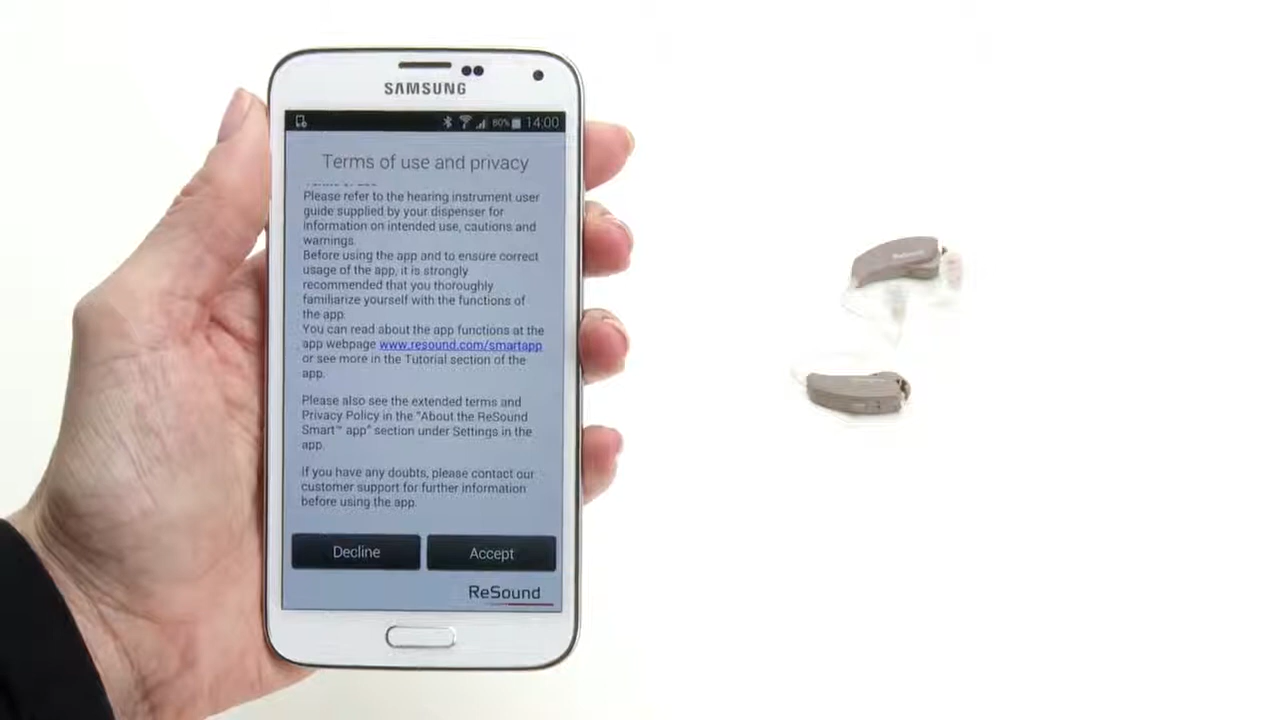 SAMSUNG
80% 14:00
Terms of use and privacy
Please refer to the hearing instrument user
guide supplied by your dispenser for
information on intended use, cautions and
warnings.
Before using the app and to ensure correct
usage of the app, it is strongly
recommended that you thoroughly
familiarize yourself with the functions of
the app.
You can read about the app functions at the
app webpage www.resound.com/smartapp
or see more in the Tutorial section of the
app.
Please also see the extended terms and
Privacy Policy in the "About the ReSound
Smart™ app" section under Settings in the
app.
If you have any doubts, please contact our
customer support for further information
before using the app.
Decline Accept
ReSound